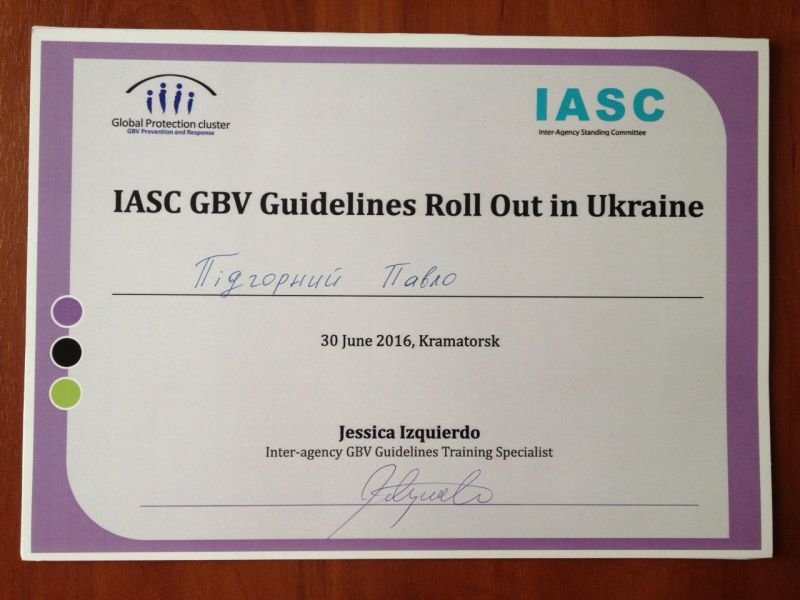 Global Protection cluster
GBV Prevention and Response
IASC
Inter-Agency Standing Committee
IASC GBV Guidelines Roll Out in Ukraine
Підгорний Павло
30 June 2016, Kramatorsk
Jessica Izquierdo
Inter-agency GBV Guidelines Training Specialist